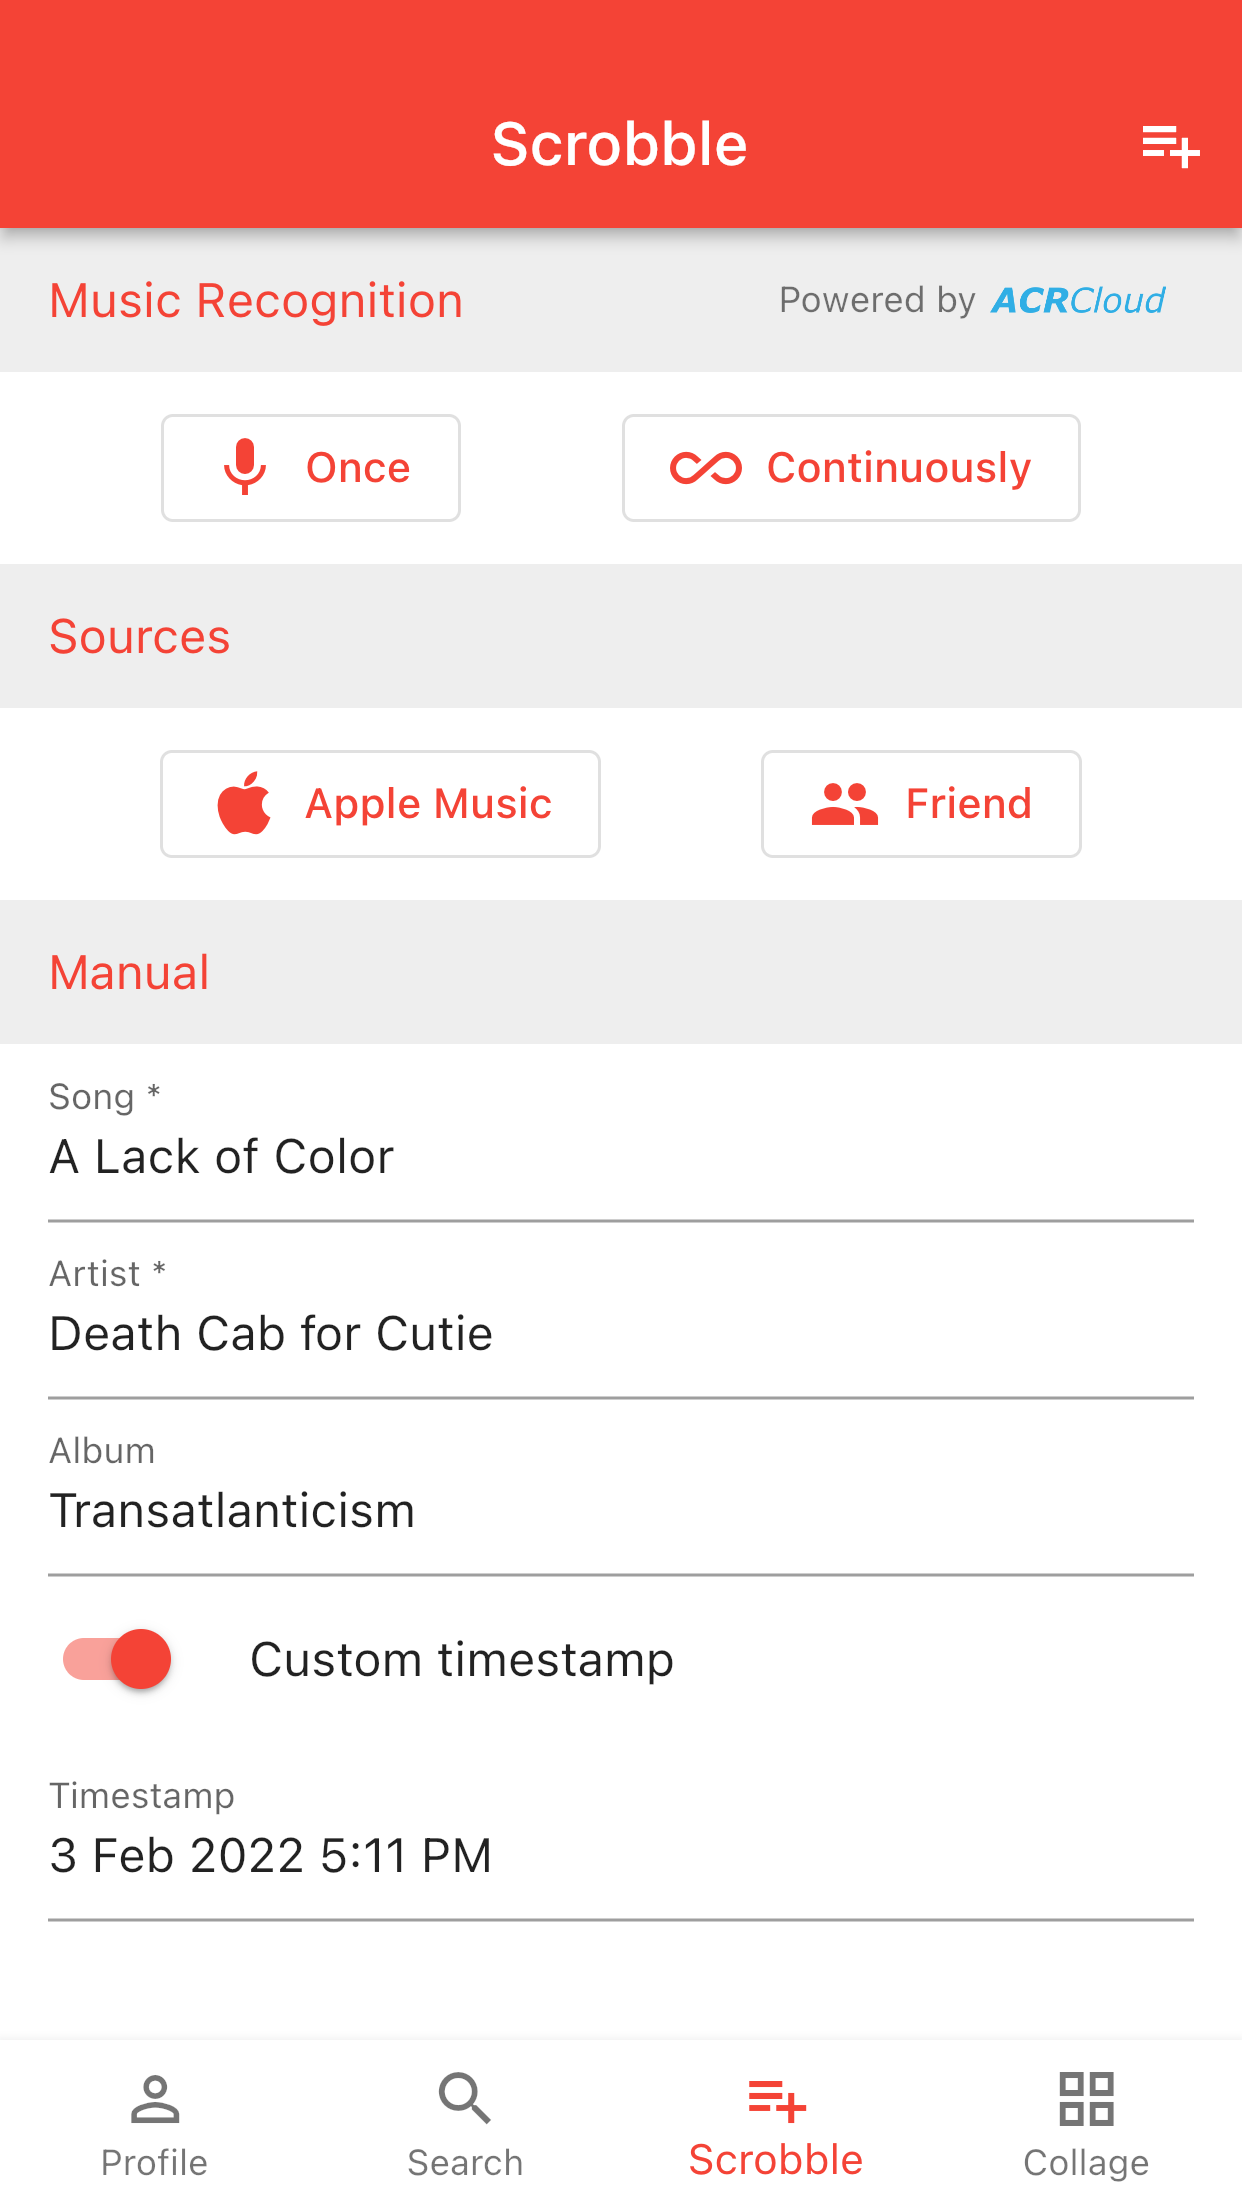 Scrobble
Music Recognition
Powered by ACRCloud
Once
Continuously
Sources
Apple Music
Friend
Manual
Song *
A Lack of Color
Artist *
Death Cab for Cutie
Album
Transatlanticism
Custom timestamp
Timestamp
3 Feb 2022 5:11 PM
Profile
Search
Scrobble
Collage